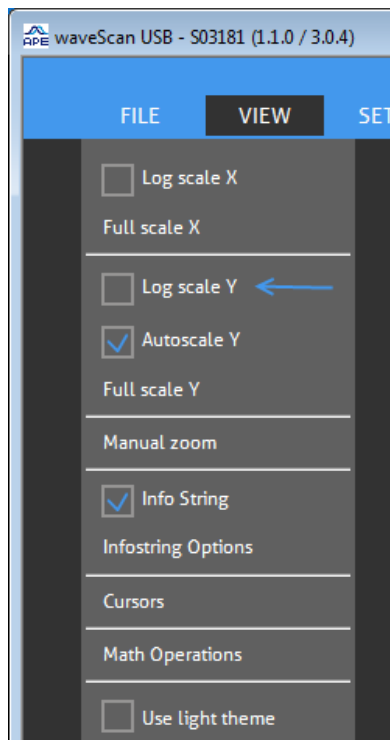 APE waveScan USB - S03181 (1.1.0 / 3.0.4)
FILE VIEW SET
Log scale X
Full scale X
Log scale Y
Autoscale Y
Full scale Y
Manual zoom
Info String
Infostring Options
Cursors
Math Operations
Use light theme